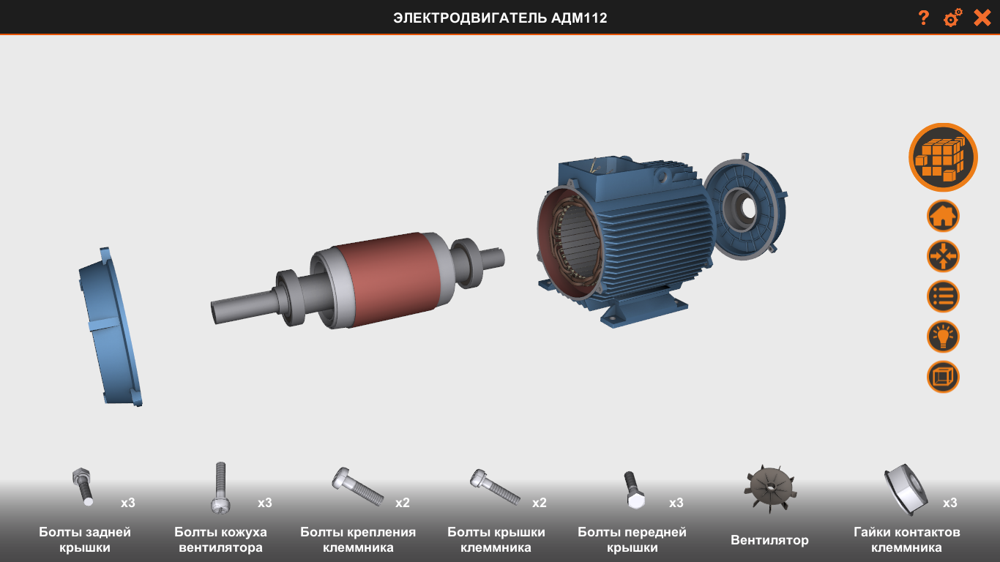 ЭЛЕКТРОДВИГАТЕЛЬ АДМ112
?
x3
x3
x2
x2
x3
x3
Болты задней
крышки
Болты кожуха
вентилятора
Болты крепления
клеммника
Болты крышки
клеммника
Болты передней
крышки
Вентилятор
Гайки контактов
клеммника